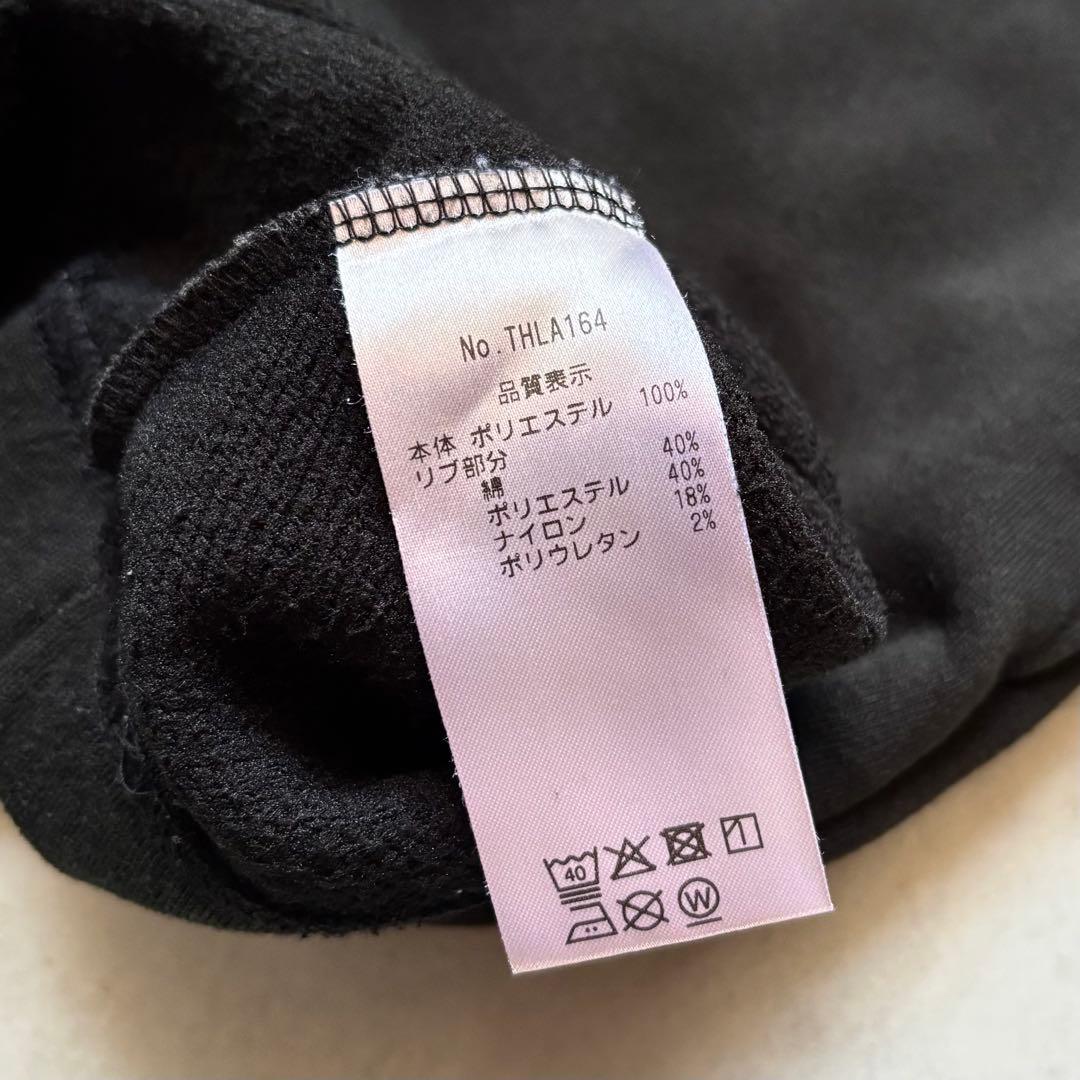 No.THLA164
品質表示
本体 ポリエステル 100%
リブ部分
綿 40%
ポリエステル 40%
ナイロン 18%
ポリウレタン 2%
40
W